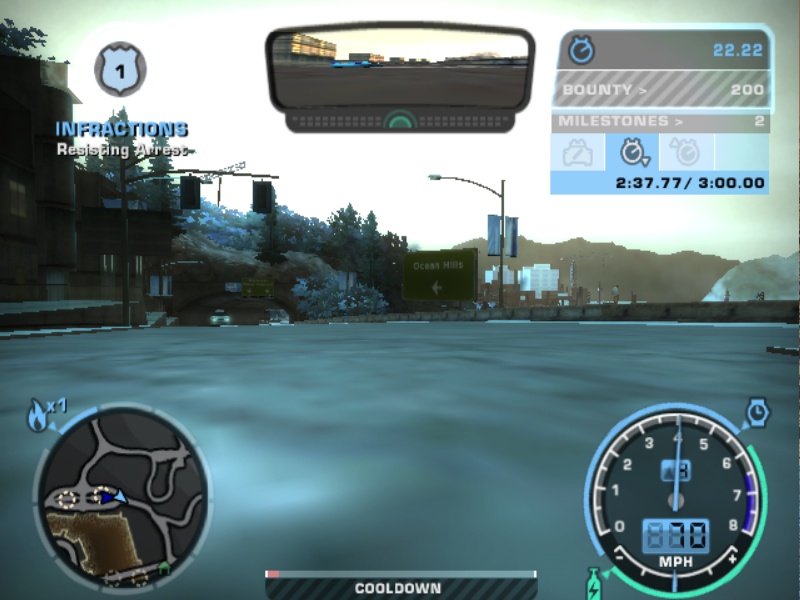 1
22.22
BOUNTY > 200
MILESTONES > 2
INFRACTIONS
Resisting Arrest
2:37.77/ 3:00.00
Ocean Hills
x1
0 1 2 3 4 5 6 7 8
70
MPH
COOLDOWN